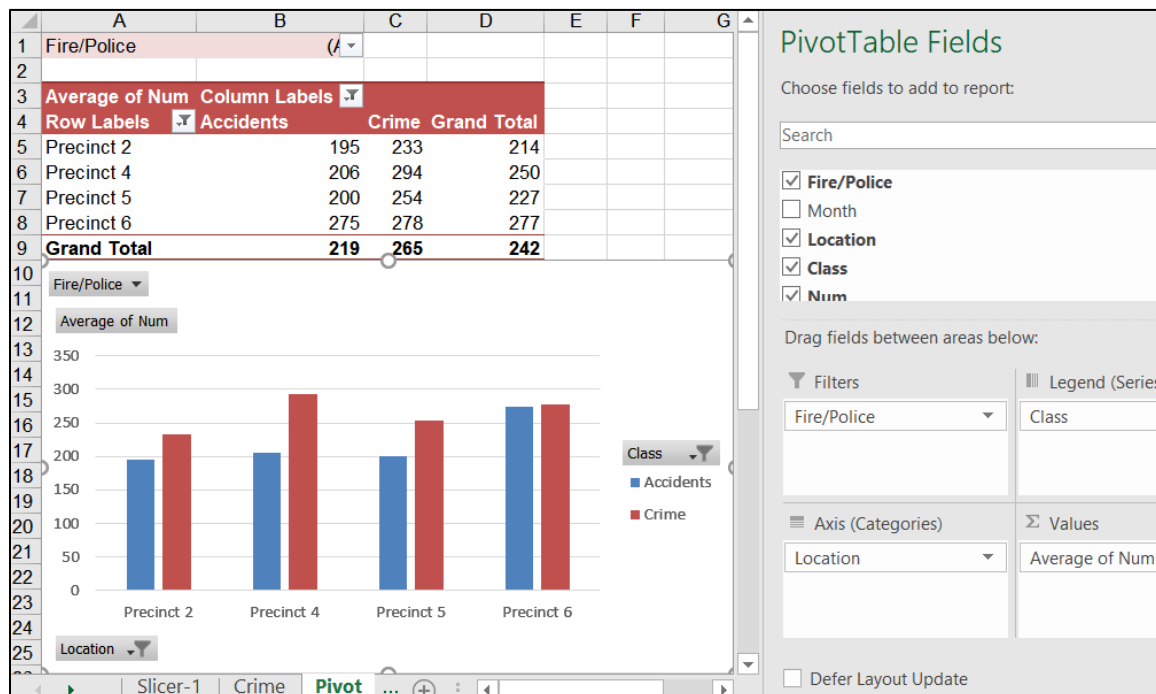 A B C D E F G
1 Fire/Police (A
2
3 Average of Num Column Labels
4 Row Labels Accidents Crime Grand Total
5 Precinct 2 195 233 214
6 Precinct 4 206 294 250
7 Precinct 5 200 254 227
8 Precinct 6 275 278 277
9 Grand Total 219 265 242
10
11
12
13
14
15
16
17
18
19
20
21
22
23
24
25
Fire/Police
Average of Num
350
300
250
200
150
100
50
0
Precinct 2 Precinct 4 Precinct 5 Precinct 6
Class
Accidents
Crime
Location
Slicer-1 Crime Pivot ...
PivotTable Fields
Choose fields to add to report:
Search
Fire/Police
Month
Location
Class
Num
Drag fields between areas below:
Filters
Fire/Police
Legend (Series
Class
Axis (Categories)
Location
Σ Values
Average of Num
Defer Layout Update